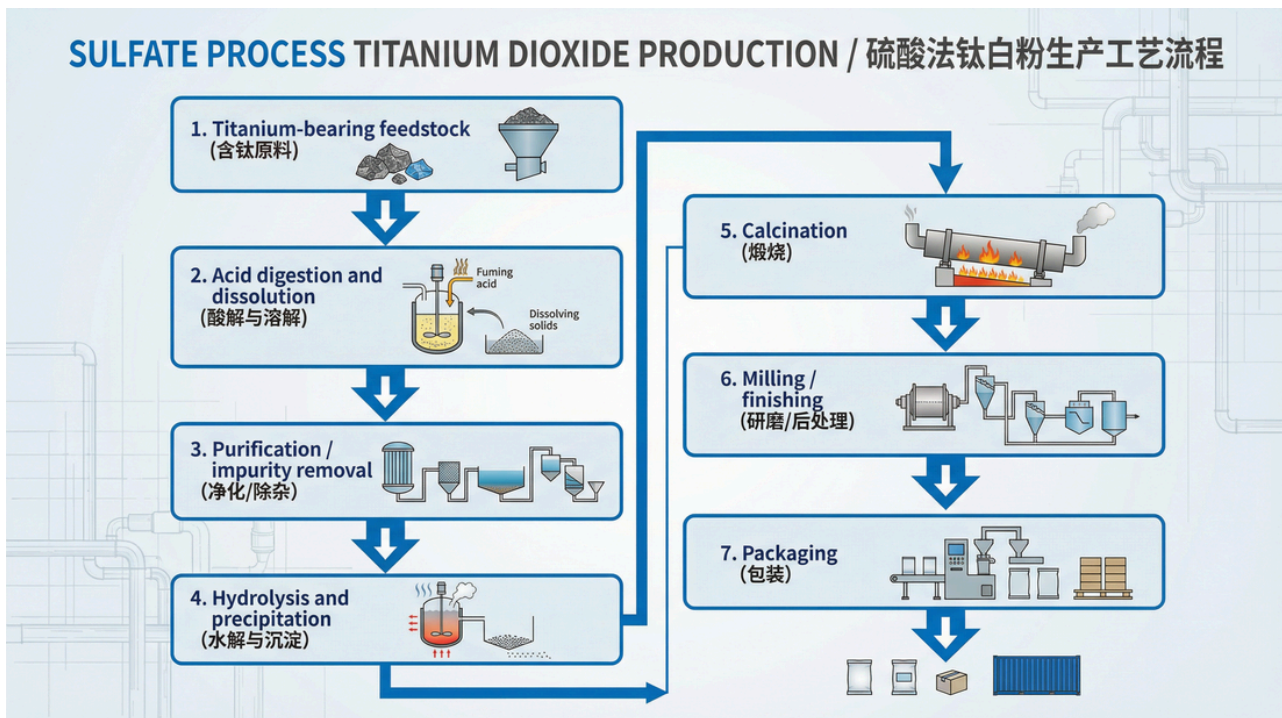 SULFATE PROCESS TITANIUM DIOXIDE PRODUCTION / 硫酸法钛白粉生产工艺流程
1. Titanium-bearing feedstock
(含钛原料)
2. Acid digestion and
dissolution
(酸解与溶解)
Fuming
acid
Dissolving
solids
3. Purification /
impurity removal
(净化/除杂)
4. Hydrolysis and
precipitation
(水解与沉淀)
5. Calcination
(煅烧)
6. Milling /
finishing
(研磨/后处理)
7. Packaging
(包装)